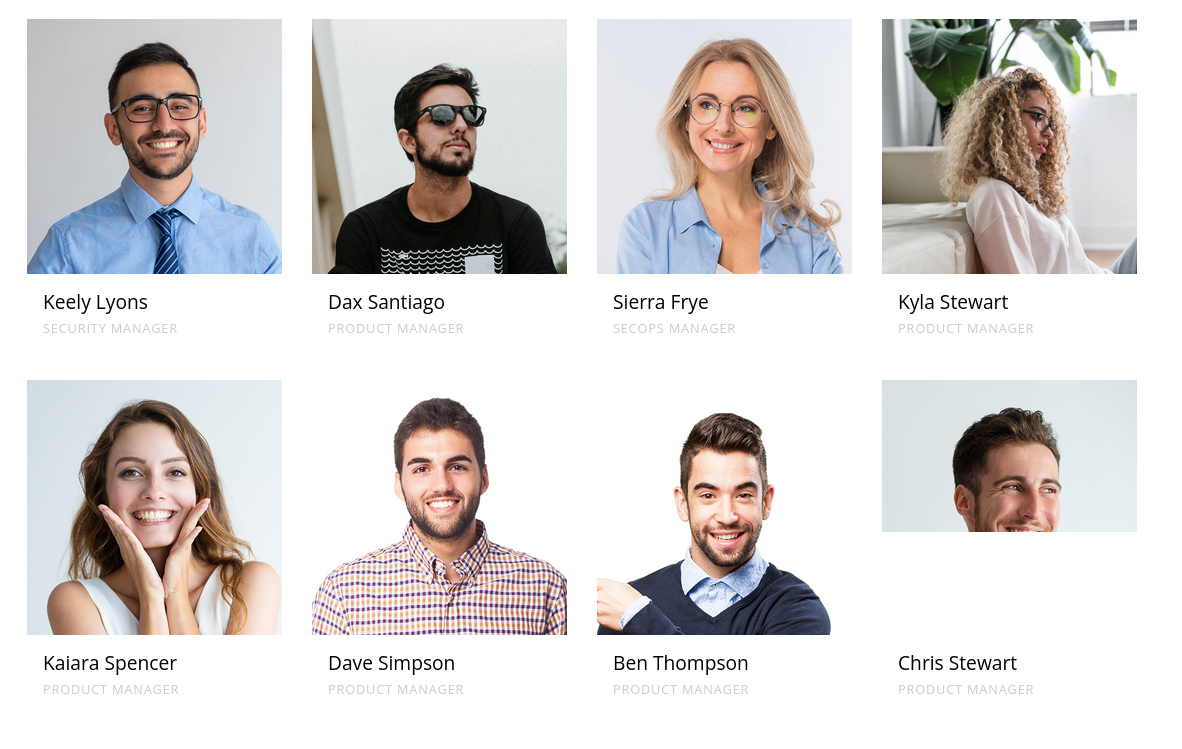 Keely Lyons
SECURITY MANAGER
Dax Santiago
PRODUCT MANAGER
Sierra Frye
SECOPS MANAGER
Kyla Stewart
PRODUCT MANAGER
Kaiara Spencer
PRODUCT MANAGER
Dave Simpson
PRODUCT MANAGER
Ben Thompson
PRODUCT MANAGER
Chris Stewart
PRODUCT MANAGER